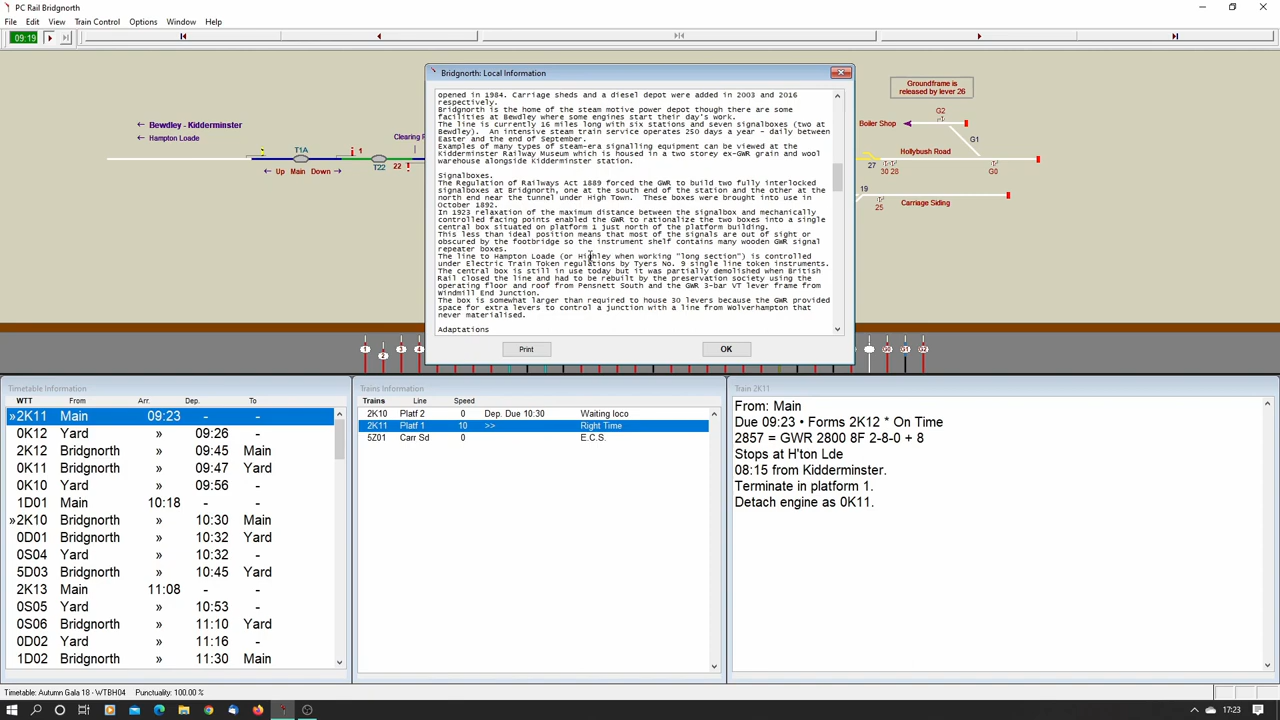 PC Rail Bridgnorth
File Edit View Train Control Options Window Help
09:19
Bridgnorth: Local Information
opened in 1984. Carriage sheds and a diesel depot were added in 2003 and 2016
respectively.
Bridgnorth is the home of the steam motive power depot though there are some
facilities at Bewdley where some engines start their day's work.
The line is currently 16 miles long with six stations and seven signalboxes (two at
Bewdley). An intensive steam train service operates 250 days a year - daily between
Easter and the end of September.
Examples of many types of steam-era signalling equipment can be viewed at the
Kidderminster Railway Museum which is housed in a two storey ex-GWR grain and wool
warehouse alongside Kidderminster station.
Signalboxes.
The Regulation of Railways Act 1889 forced the GWR to build two fully interlocked
signalboxes at Bridgnorth, one at the south end of the station and the other at the
north end near the tunnel under High Town. These boxes were brought into use in
October 1892.
In 1923 relaxation of the maximum distance between the signalbox and mechanically
controlled facing points enabled the GWR to rationalize the two boxes into a single
central box situated on platform 1 just north of the platform building.
This less than ideal position means that most of the signals are out of sight or
obscured by the footbridge so the instrument shelf contains many wooden GWR signal
repeater boxes.
The line to Hampton Loade (or Highley when working "long section") is controlled
under Electric Train Token regulations by Tyers No. 9 single line token instruments.
The central box is still in use today but it was partially demolished when British
Rail closed the line and had to be rebuilt by the preservation society using the
operating floor and roof from Pensnett South and the GWR 3-bar VT lever frame from
Windmill End Junction.
The box is somewhat larger than required to house 30 levers because the GWR provided
space for extra levers to control a junction with a line from Wolverhampton that
never materialised.
Adaptations
Print OK
← Bewdley - Kidderminster
← Hampton Loade
T1A
1
Clearing
T22 22
← Up Main Down →
Groundframe is
released by lever 26
G2
Boiler Shop
G1
Hollybush Road
27 30 28 G0
19
25
Carriage Siding
1 2 3 4 G0 G1 G2
Timetable Information
WTT From Arr. Dep. To
»2K11 Main 09:23 - -
0K12 Yard » 09:26 -
2K12 Bridgnorth » 09:45 Main
0K11 Bridgnorth » 09:47 Yard
0K10 Yard » 09:56 -
1D01 Main 10:18 - -
»2K10 Bridgnorth » 10:30 Main
0D01 Bridgnorth » 10:32 Yard
0S04 Yard » 10:32 -
5D03 Bridgnorth » 10:45 Yard
2K13 Main 11:08 - -
0S05 Yard » 10:53 -
0S06 Bridgnorth » 11:10 Yard
0D02 Yard » 11:16 -
1D02 Bridgnorth » 11:30 Main
Trains Information
Trains Line Speed
2K10 Platf 2 0 Dep. Due 10:30 Waiting loco
2K11 Platf 1 10 >> Right Time
5Z01 Carr Sd 0 E.C.S.
Train 2K11
From: Main
Due 09:23 • Forms 2K12 * On Time
2857 = GWR 2800 8F 2-8-0 + 8
Stops at H'ton Lde
08:15 from Kidderminster.
Terminate in platform 1.
Detach engine as 0K11.
Timetable: Autumn Gala 18 - WTBH04 Punctuality: 100.00 %
17:23